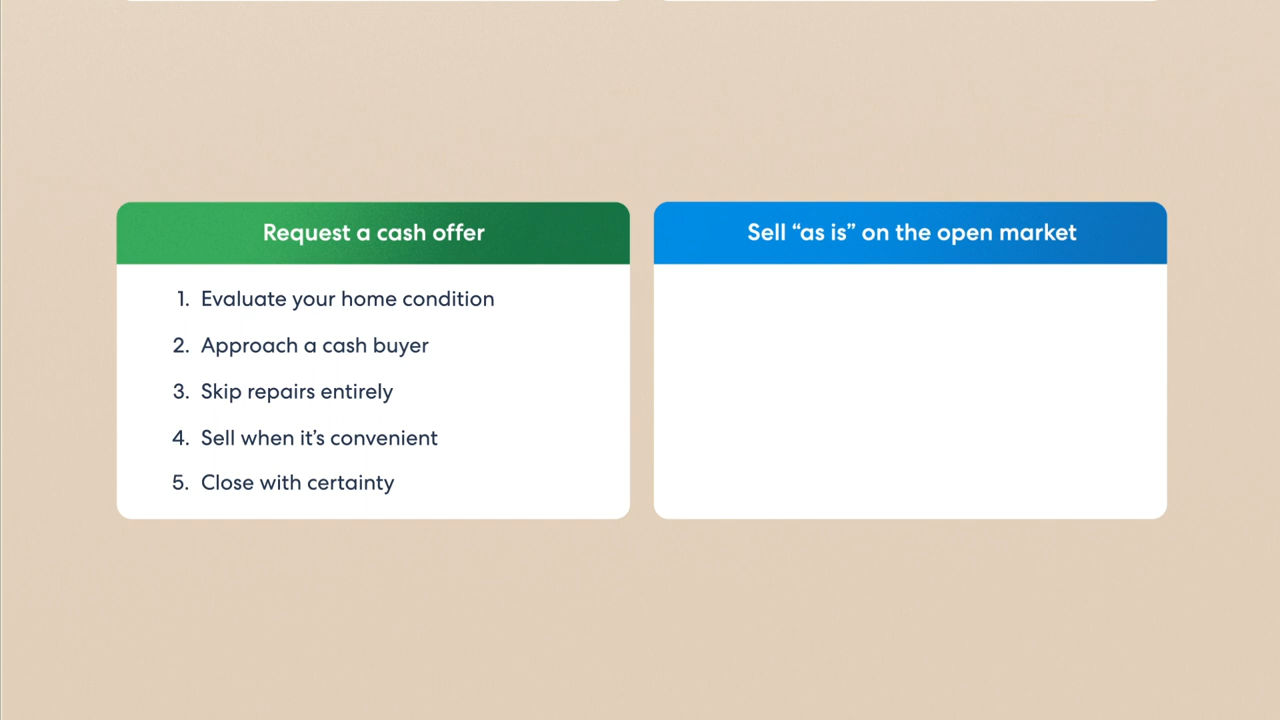 Request a cash offer
1. Evaluate your home condition
2. Approach a cash buyer
3. Skip repairs entirely
4. Sell when it’s convenient
5. Close with certainty
Sell “as is” on the open market